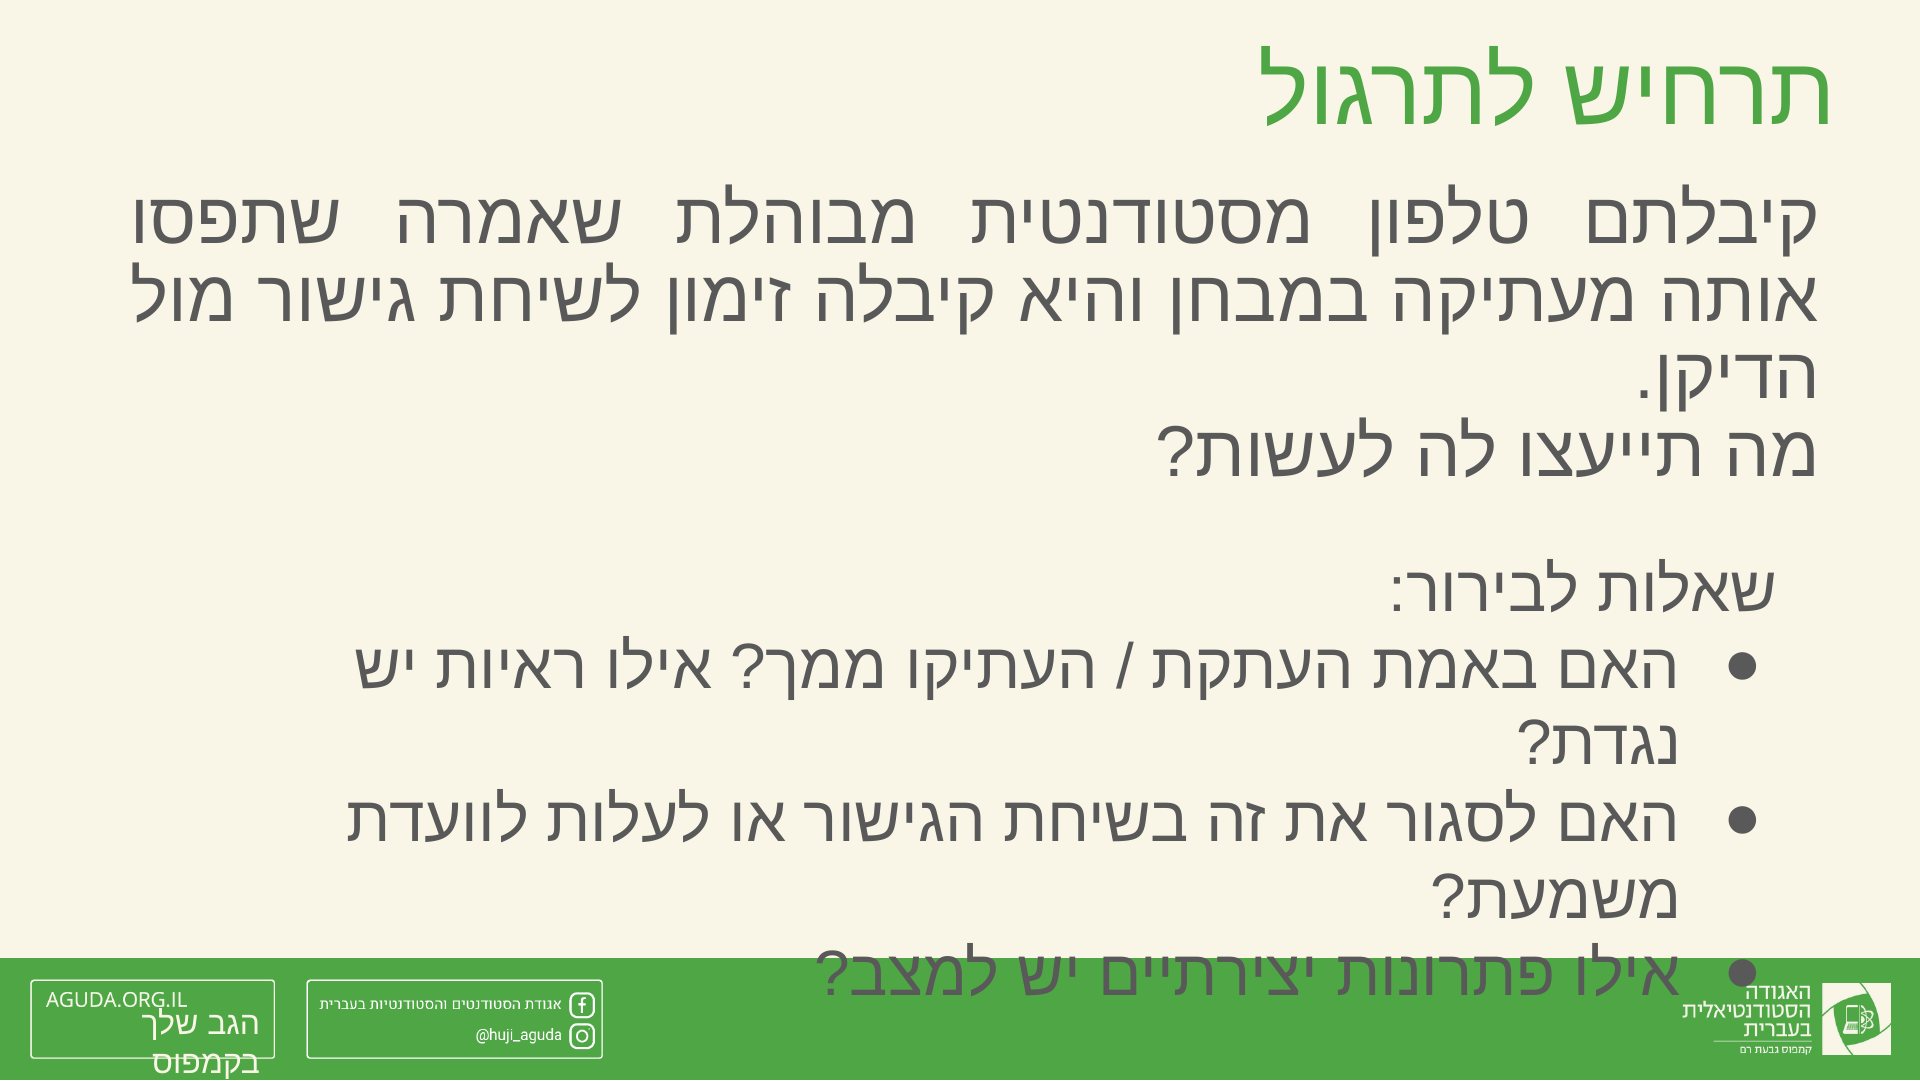 תרחיש לתרגול
קיבלתם טלפון מסטודנטית מבוהלת שאמרה שתפסו
אותה מעתיקה במבחן והיא קיבלה זימון לשיחת גישור מול
הדיקן.
מה תייעצו לה לעשות?
שאלות לבירור:
● האם באמת העתקת / העתיקו ממך? אילו ראיות יש
נגדת?
● האם לסגור את זה בשיחת הגישור או לעלות לוועדת
משמעת?
● אילו פתרונות יצירתיים יש למצב?
האגודה
הסטודנטיאלית
בעברית
קמפוס גבעת רם
אגודת הסטודנטים והסטודנטיות בעברית
@huji_aguda
AGUDA.ORG.IL
הגב שלך
בקמפוס